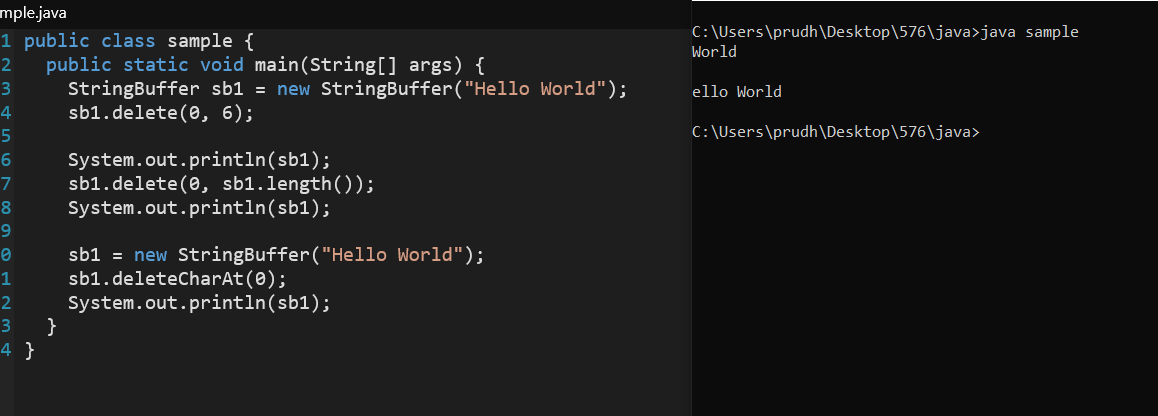 mple.java
1 public class sample {
2 public static void main(String[] args) {
3 StringBuffer sb1 = new StringBuffer("Hello World");
4 sb1.delete(0, 6);
5
6 System.out.println(sb1);
7 sb1.delete(0, sb1.length());
8 System.out.println(sb1);
9
0 sb1 = new StringBuffer("Hello World");
1 sb1.deleteCharAt(0);
2 System.out.println(sb1);
3 }
4 }
C:\Users\prudh\Desktop\576\java>java sample
World
ello World
C:\Users\prudh\Desktop\576\java>